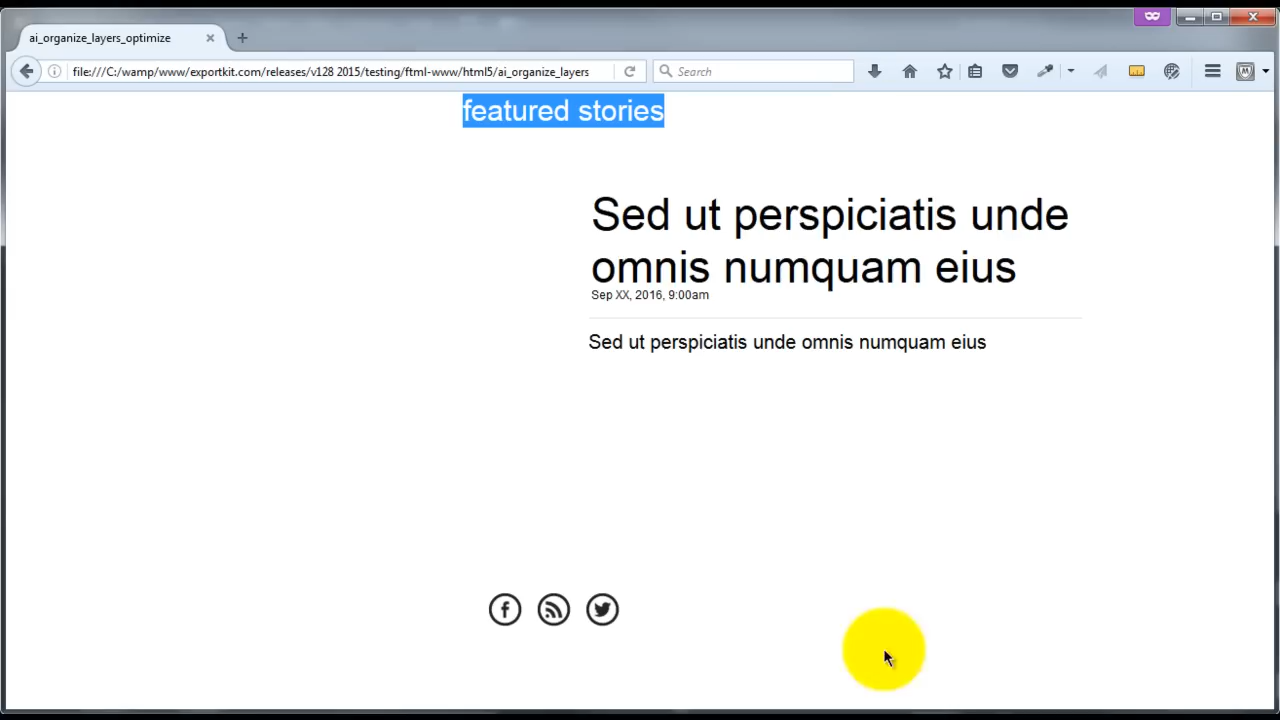 ai_organize_layers_optimize
file:///C:/wamp/www/exportkit.com/releases/v128 2015/testing/ftml-www/html5/ai_organize_layers
Search
featured stories
Sed ut perspiciatis unde
omnis numquam eius
Sep XX, 2016, 9:00am
Sed ut perspiciatis unde omnis numquam eius